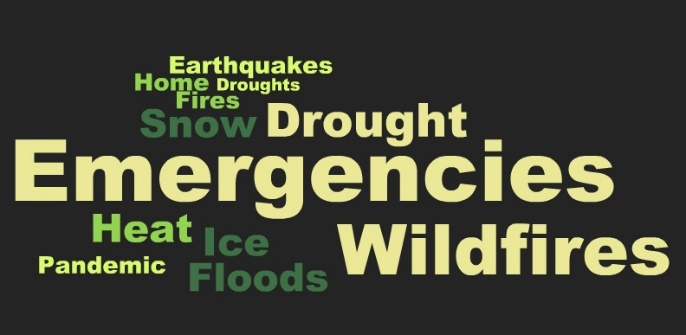 Earthquakes
Home Droughts
Fires
Snow Drought
Emergencies
Heat
Ice
Wildfires
Pandemic
Floods